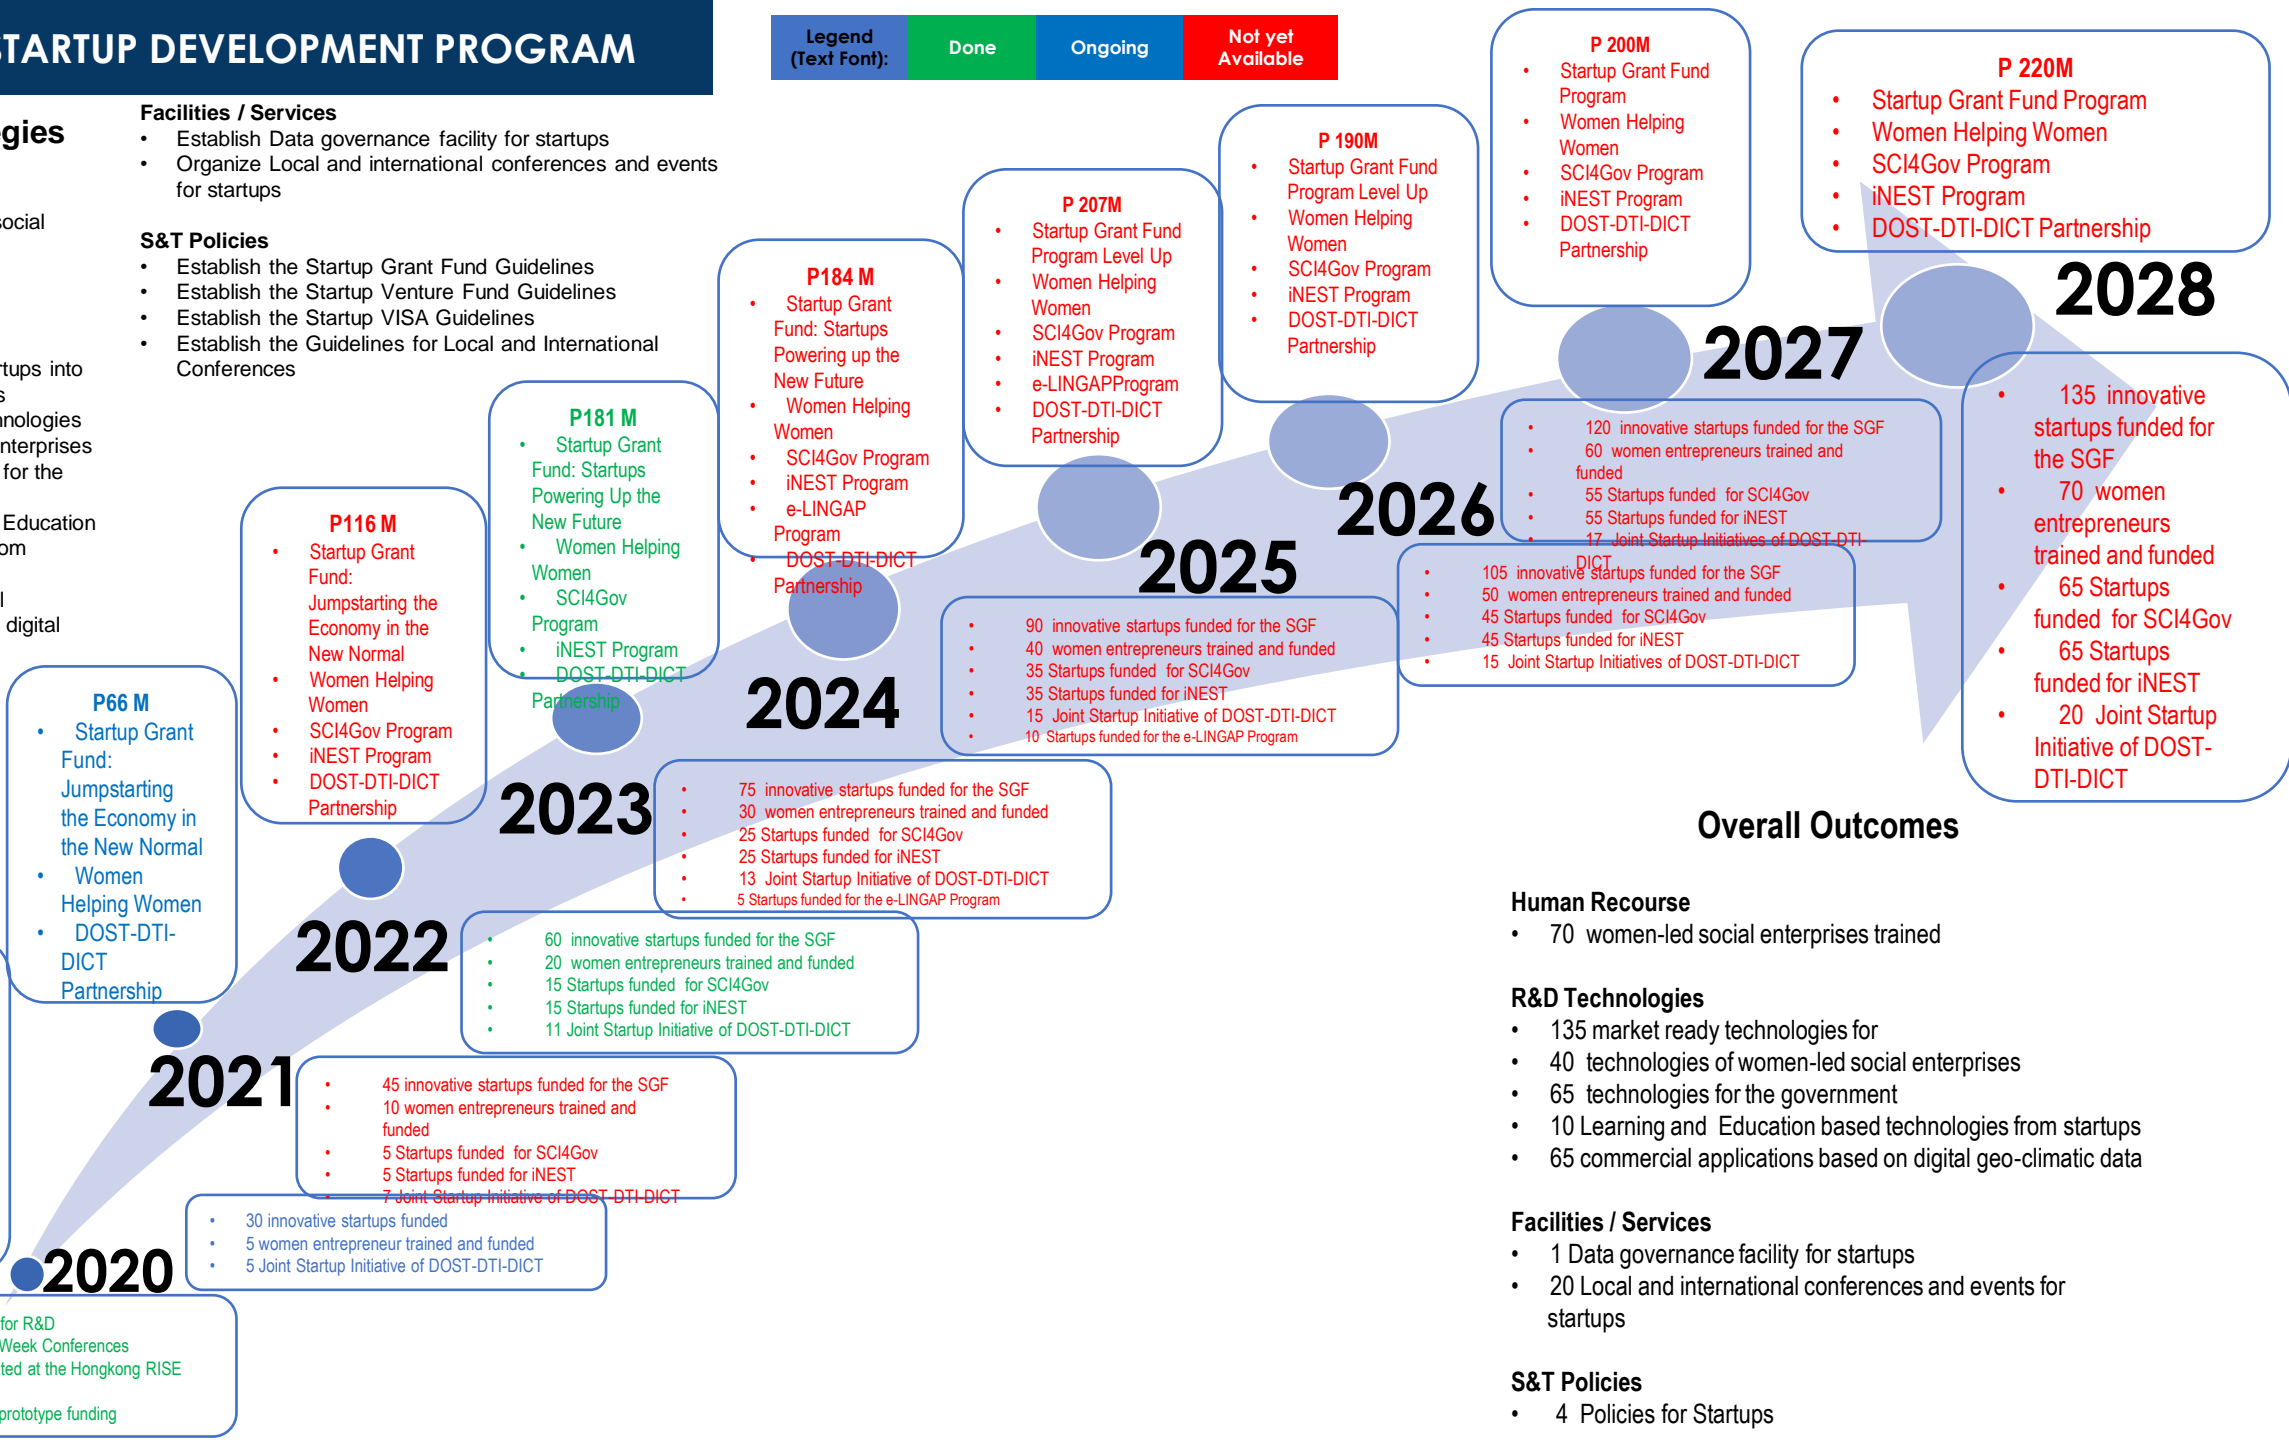 STARTUP DEVELOPMENT PROGRAM
Legend
(Text Font):
Done
Ongoing
Not yet
Available
Facilities / Services
• Establish Data governance facility for startups
• Organize Local and international conferences and events
for startups
S&T Policies
• Establish the Startup Grant Fund Guidelines
• Establish the Startup Venture Fund Guidelines
• Establish the Startup VISA Guidelines
• Establish the Guidelines for Local and International
Conferences
into
for the
Education
digital
P66 M
• Startup Grant
Fund:
Jumpstarting
the Economy in
the New Normal
• Women
Helping Women
• DOST-DTI-
DICT
Partnership
P116 M
• Startup Grant
Fund:
Jumpstarting the
Economy in the
New Normal
• Women Helping
Women
• SCI4Gov Program
• iNEST Program
• DOST-DTI-DICT
Partnership
P181 M
• Startup Grant
Fund: Startups
Powering Up the
New Future
• Women Helping
Women
• SCI4Gov
Program
• iNEST Program
• DOST-DTI-DICT
Partnership
P184 M
• Startup Grant
Fund: Startups
Powering up the
New Future
• Women Helping
Women
• SCI4Gov Program
• iNEST Program
• e-LINGAP
Program
• DOST-DTI-DICT
Partnership
P 207M
• Startup Grant Fund
Program Level Up
• Women Helping
Women
• SCI4Gov Program
• iNEST Program
• e-LINGAPProgram
• DOST-DTI-DICT
Partnership
P 190M
• Startup Grant Fund
Program Level Up
• Women Helping
Women
• SCI4Gov Program
• iNEST Program
• DOST-DTI-DICT
Partnership
P 200M
• Startup Grant Fund
Program
• Women Helping
Women
• SCI4Gov Program
• iNEST Program
• DOST-DTI-DICT
Partnership
P 220M
• Startup Grant Fund Program
• Women Helping Women
• SCI4Gov Program
• iNEST Program
• DOST-DTI-DICT Partnership
2028
2027
2026
2025
2024
2023
2022
2021
2020
• 135 innovative
startups funded for
the SGF
• 70 women
entrepreneurs
trained and funded
• 65 Startups
funded for SCI4Gov
• 65 Startups
funded for iNEST
• 20 Joint Startup
Initiative of DOST-
DTI-DICT
• 120 innovative startups funded for the SGF
• 60 women entrepreneurs trained and
funded
• 55 Startups funded for SCI4Gov
• 55 Startups funded for iNEST
• 17 Joint Startup Initiatives of DOST-DTI-
DICT
• 105 innovative startups funded for the SGF
• 50 women entrepreneurs trained and funded
• 45 Startups funded for SCI4Gov
• 45 Startups funded for iNEST
• 15 Joint Startup Initiatives of DOST-DTI-DICT
• 90 innovative startups funded for the SGF
• 40 women entrepreneurs trained and funded
• 35 Startups funded for SCI4Gov
• 35 Startups funded for iNEST
• 15 Joint Startup Initiative of DOST-DTI-DICT
• 10 Startups funded for the e-LINGAP Program
• 75 innovative startups funded for the SGF
• 30 women entrepreneurs trained and funded
• 25 Startups funded for SCI4Gov
• 25 Startups funded for iNEST
• 13 Joint Startup Initiative of DOST-DTI-DICT
• 5 Startups funded for the e-LINGAP Program
• 60 innovative startups funded for the SGF
• 20 women entrepreneurs trained and funded
• 15 Startups funded for SCI4Gov
• 15 Startups funded for iNEST
• 11 Joint Startup Initiative of DOST-DTI-DICT
• 45 innovative startups funded for the SGF
• 10 women entrepreneurs trained and
funded
• 5 Startups funded for SCI4Gov
• 5 Startups funded for iNEST
• 7 Joint Startup Initiative of DOST-DTI-DICT
• 30 innovative startups funded
• 5 women entrepreneur trained and funded
• 5 Joint Startup Initiative of DOST-DTI-DICT
for R&D
Week Conferences
at the Hongkong RISE
prototype funding
Overall Outcomes
Human Recourse
• 70 women-led social enterprises trained
R&D Technologies
• 135 market ready technologies for
• 40 technologies of women-led social enterprises
• 65 technologies for the government
• 10 Learning and Education based technologies from startups
• 65 commercial applications based on digital geo-climatic data
Facilities / Services
• 1 Data governance facility for startups
• 20 Local and international conferences and events for
startups
S&T Policies
• 4 Policies for Startups